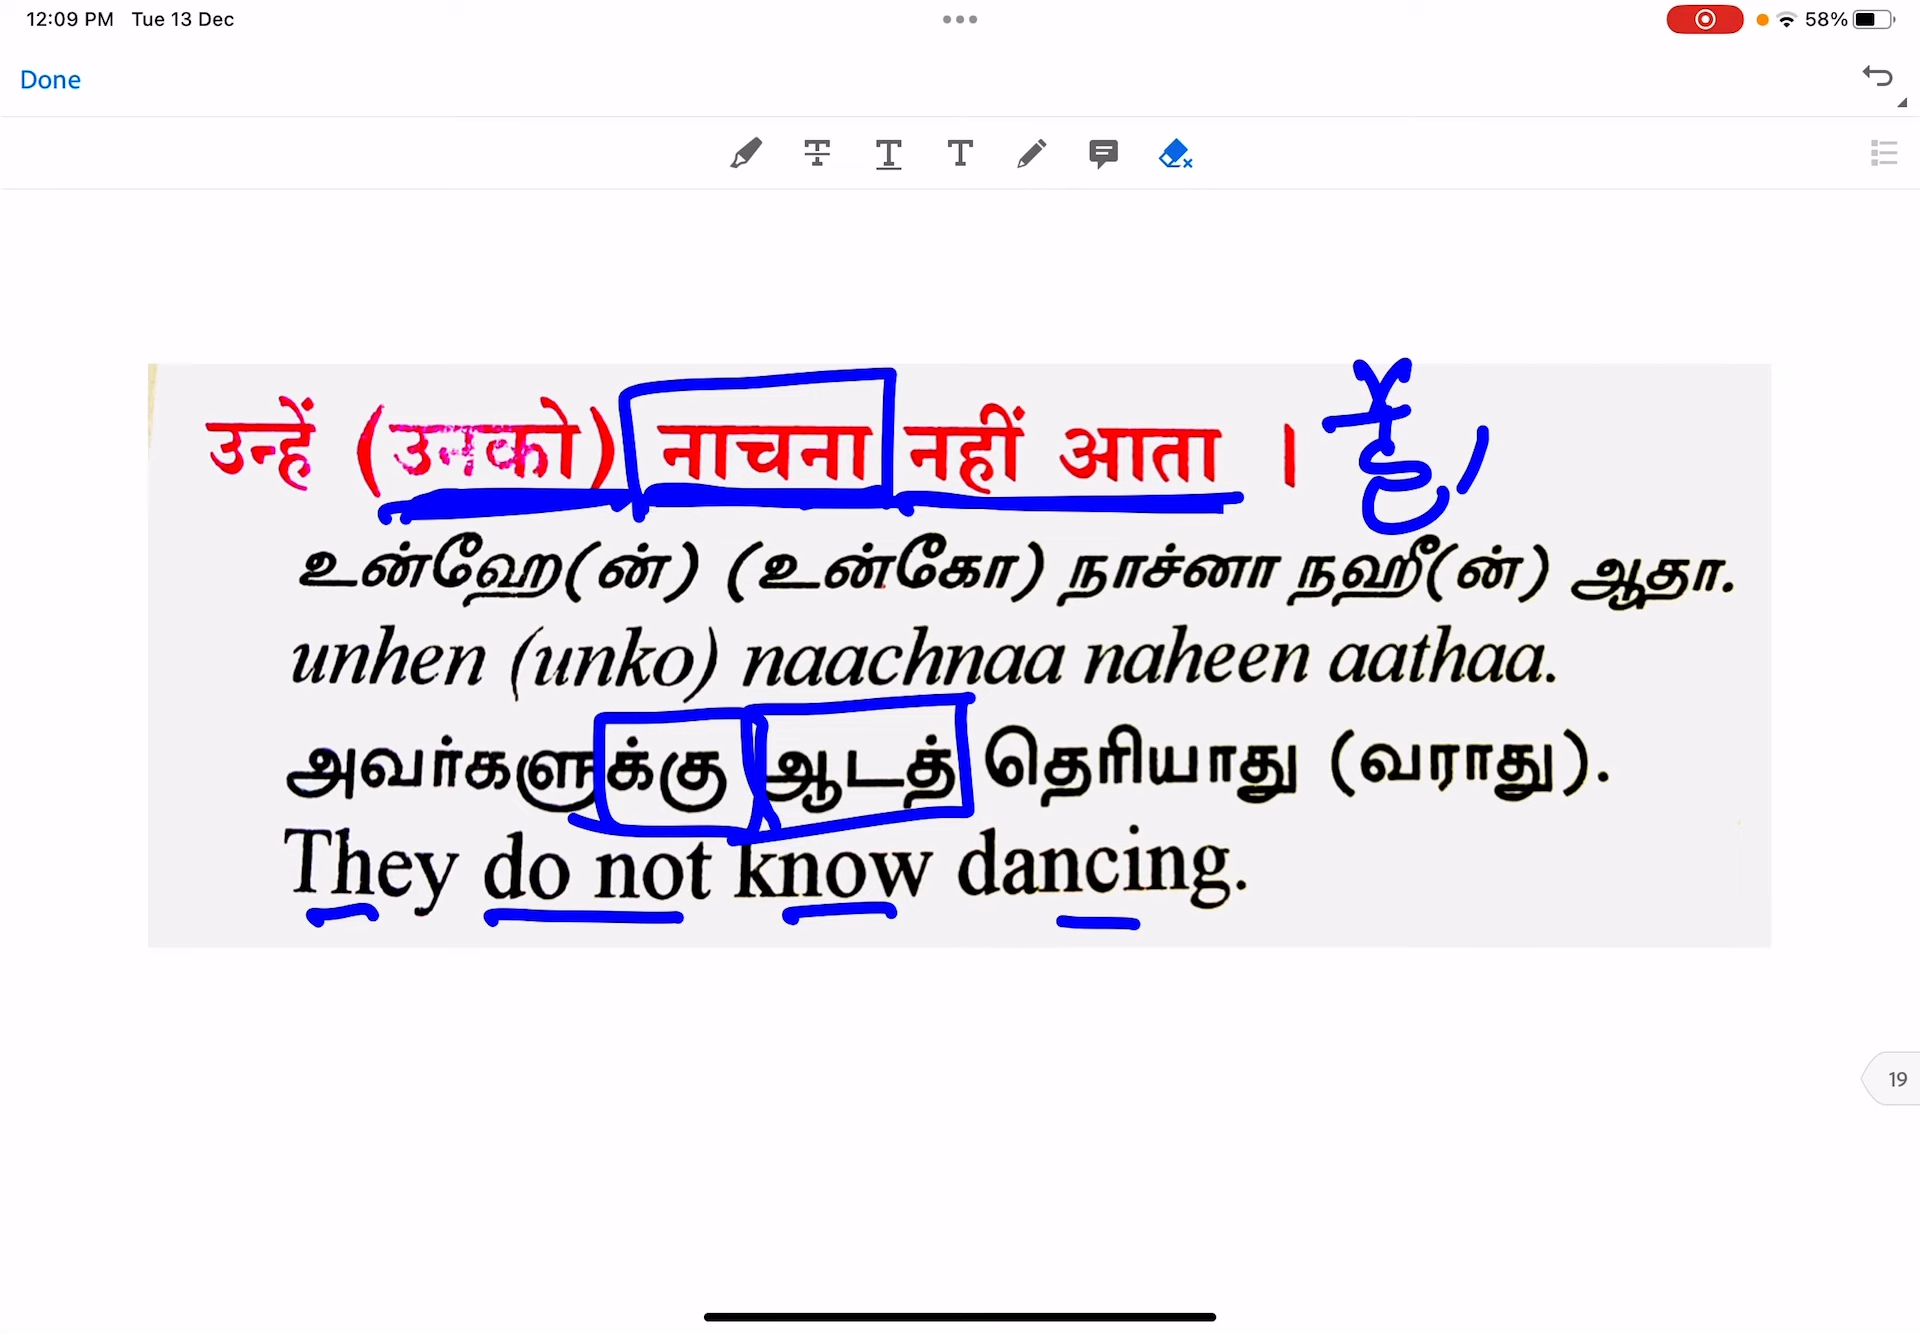 12:09 PM Tue 13 Dec 58%
Done
उन्हें (उनको) नाचना नहीं आता । है
உன்ஹே(ன்) (உன்கோ) நாச்னா நஹீ(ன்) ஆதா.
unhen (unko) naachnaa naheen aathaa.
அவர்களுக்கு ஆடத் தெரியாது (வராது).
They do not know dancing.
19